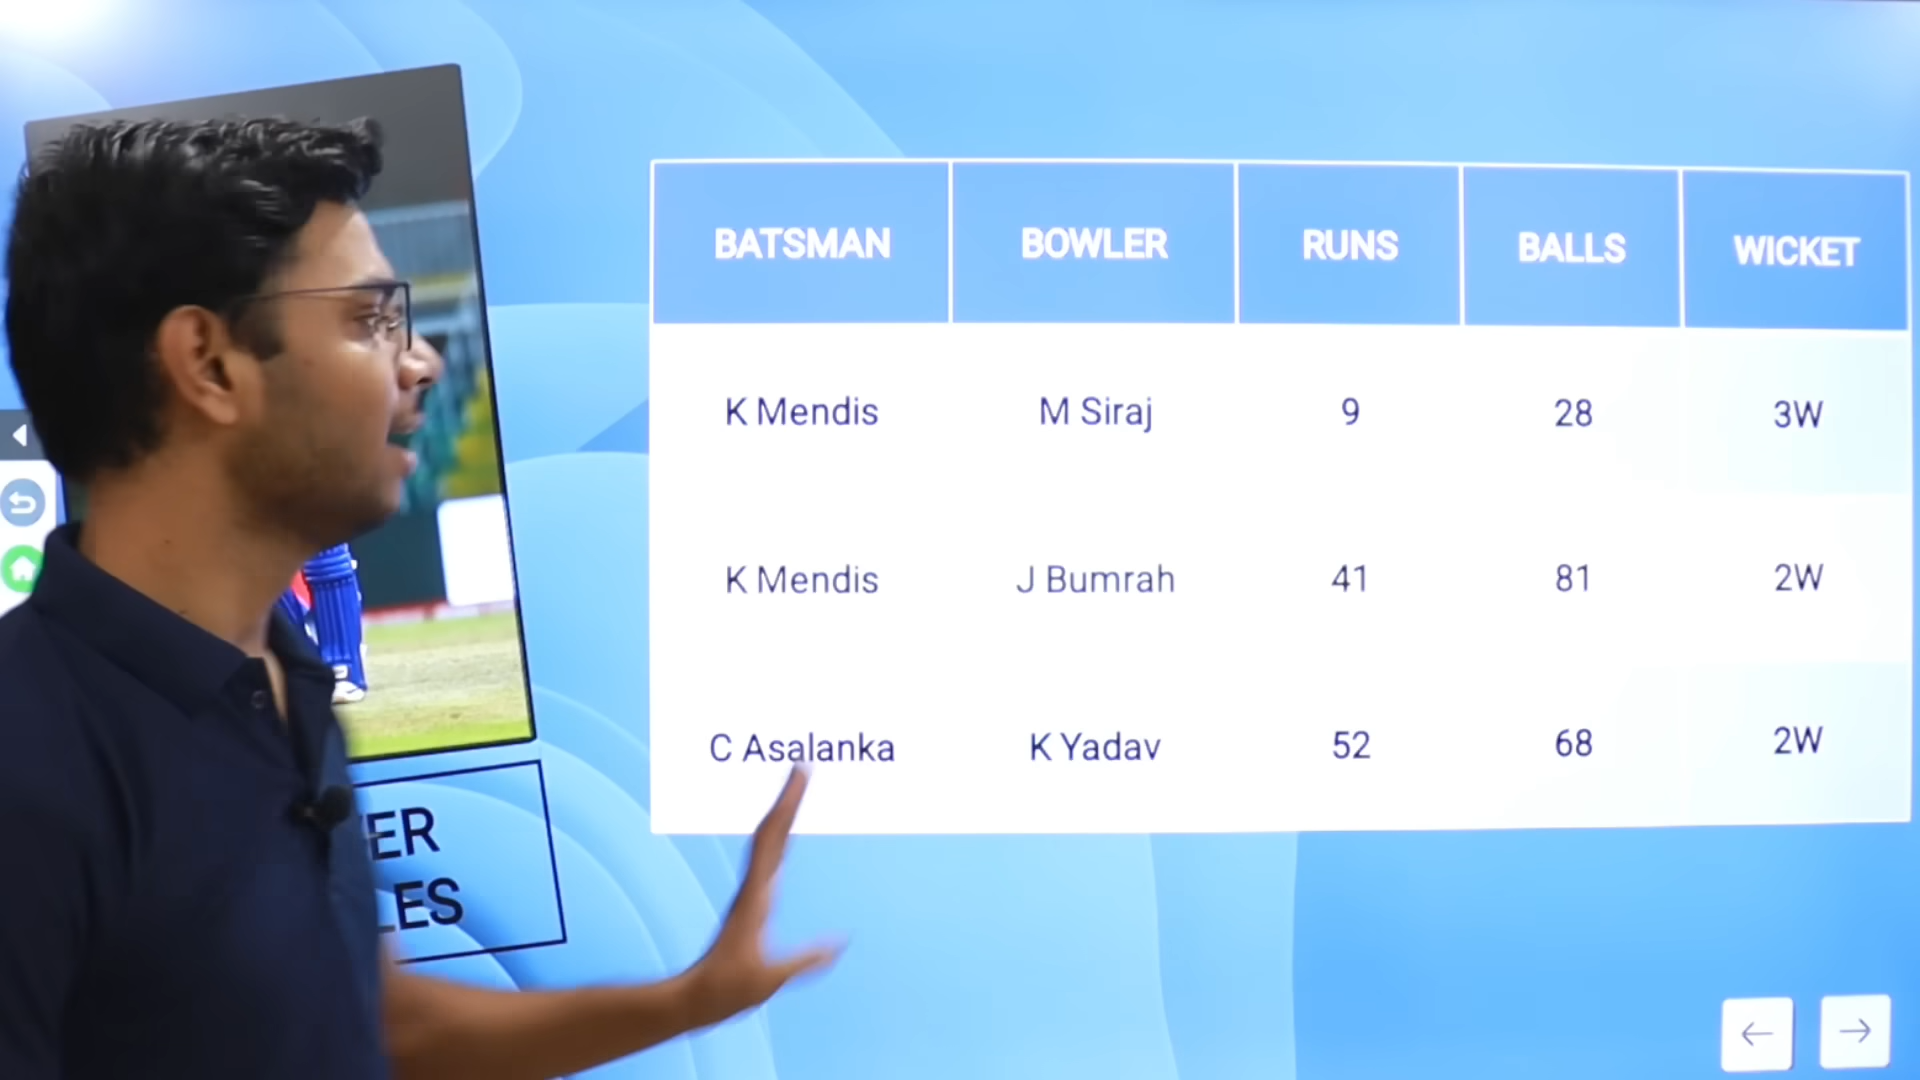 BATSMAN BOWLER RUNS BALLS WICKET
K Mendis M Siraj 9 28 3W
K Mendis J Bumrah 41 81 2W
C Asalanka K Yadav 52 68 2W
ER
LES